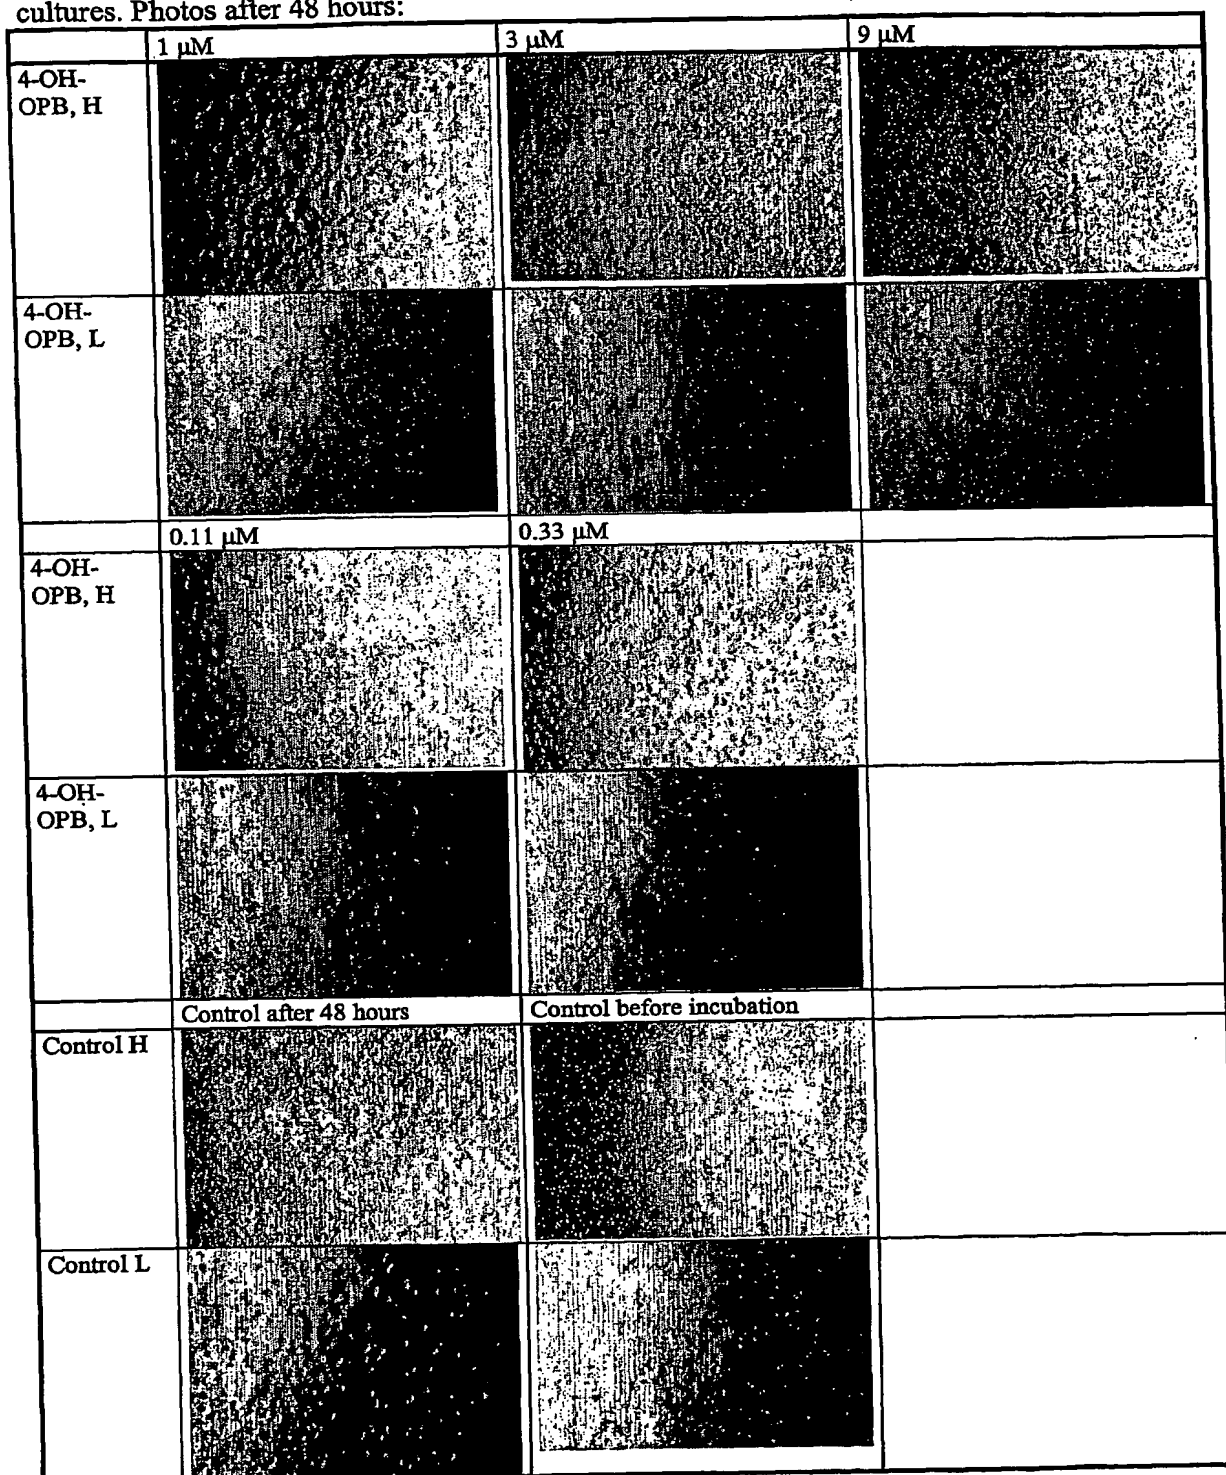 cultures. Photos after 48 hours:
1 μM
3 μM
9 μM
4-OH-
OPB, H
4-OH-
OPB, L
0.11 μM
0.33 μM
4-OH-
OPB, H
4-OH-
OPB, L
Control after 48 hours
Control before incubation
Control H
Control L